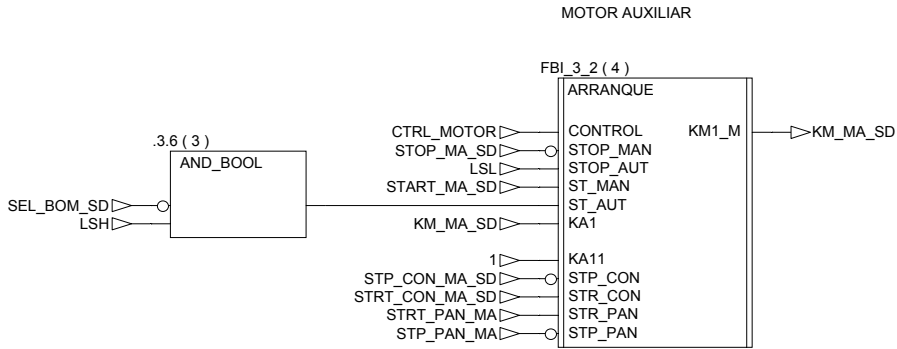 MOTOR AUXILIAR
FBI_3_2 ( 4 )
ARRANQUE
CTRL_MOTOR CONTROL KM1_M KM_MA_SD
.3.6 ( 3 )
STOP_MA_SD STOP_MAN
AND_BOOL
LSL STOP_AUT
START_MA_SD ST_MAN
SEL_BOM_SD ST_AUT
LSH KM_MA_SD KA1
1 KA11
STP_CON_MA_SD STP_CON
STRT_CON_MA_SD STR_CON
STRT_PAN_MA STR_PAN
STP_PAN_MA STP_PAN